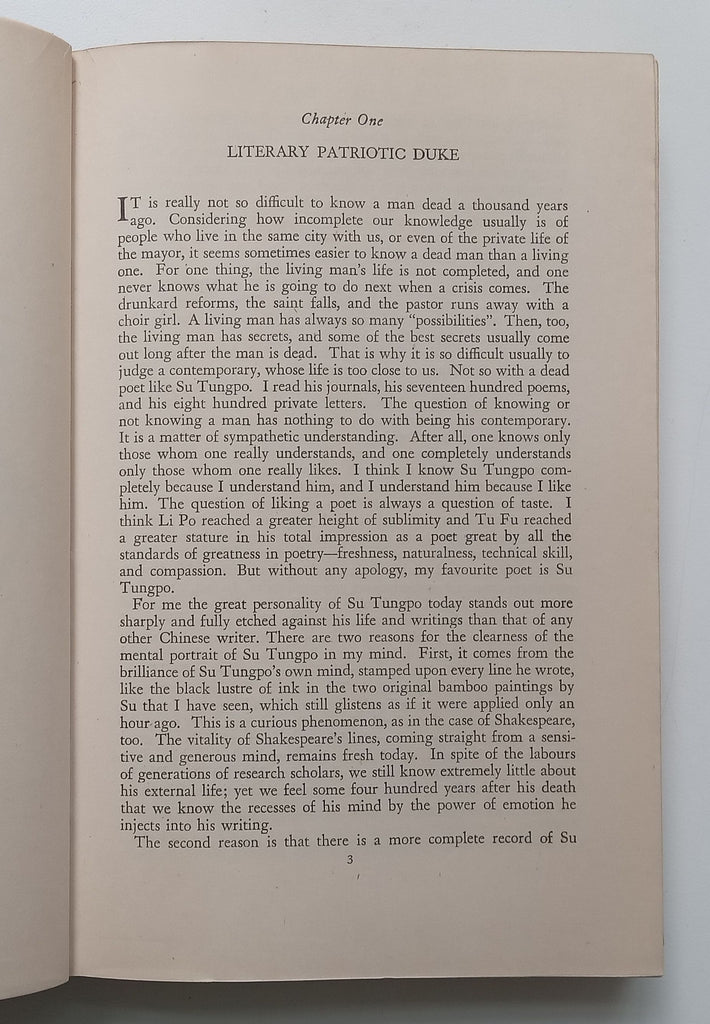 Chapter One
LITERARY PATRIOTIC DUKE
IT is really not so difficult to know a man dead a thousand years
ago. Considering how incomplete our knowledge usually is of
people who live in the same city with us, or even of the private life of
the mayor, it seems sometimes easier to know a dead man than a living
one. For one thing, the living man's life is not completed, and one
never knows what he is going to do next when a crisis comes. The
drunkard reforms, the saint falls, and the pastor runs away with a
choir girl. A living man has always so many "possibilities". Then, too,
the living man has secrets, and some of the best secrets usually come
out long after the man is dead. That is why it is so difficult usually to
judge a contemporary, whose life is too close to us. Not so with a dead
poet like Su Tungpo. I read his journals, his seventeen hundred poems,
and his eight hundred private letters. The question of knowing or
not knowing a man has nothing to do with being his contemporary.
It is a matter of sympathetic understanding. After all, one knows only
those whom one really understands, and one completely understands
only those whom one really likes. I think I know Su Tungpo com-
pletely because I understand him, and I understand him because I like
him. The question of liking a poet is always a question of taste. I
think Li Po reached a greater height of sublimity and Tu Fu reached
a greater stature in his total impression as a poet great by all the
standards of greatness in poetry—freshness, naturalness, technical skill,
and compassion. But without any apology, my favourite poet is Su
Tungpo.
For me the great personality of Su Tungpo today stands out more
sharply and fully etched against his life and writings than that of any
other Chinese writer. There are two reasons for the clearness of the
mental portrait of Su Tungpo in my mind. First, it comes from the
brilliance of Su Tungpo's own mind, stamped upon every line he wrote,
like the black lustre of ink in the two original bamboo paintings by
Su that I have seen, which still glistens as if it were applied only an
hour ago. This is a curious phenomenon, as in the case of Shakespeare,
too. The vitality of Shakespeare's lines, coming straight from a sensi-
tive and generous mind, remains fresh today. In spite of the labours
of generations of research scholars, we still know extremely little about
his external life; yet we feel some four hundred years after his death
that we know the recesses of his mind by the power of emotion he
injects into his writing.
The second reason is that there is a more complete record of Su
3